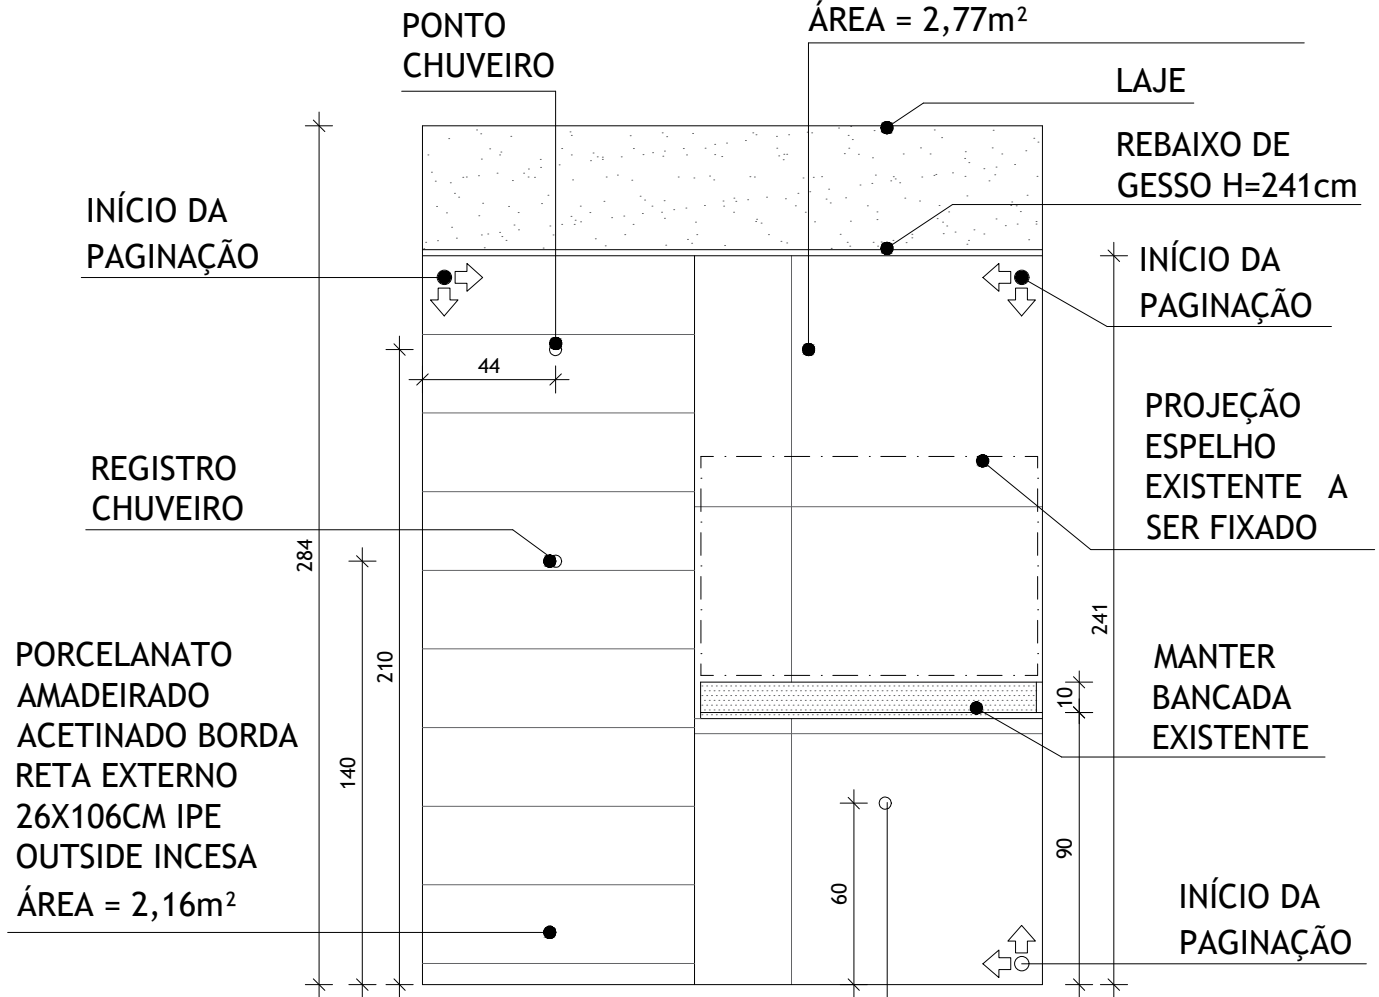 PONTO
CHUVEIRO
ÁREA = 2,77m²
LAJE
REBAIXO DE
GESSO H=241cm
INÍCIO DA
PAGINAÇÃO
INÍCIO DA
PAGINAÇÃO
44
PROJEÇÃO
ESPELHO
EXISTENTE A
SER FIXADO
REGISTRO
CHUVEIRO
284
241
210
140
PORCELANATO
AMADEIRADO
ACETINADO BORDA
RETA EXTERNO
26X106CM IPE
OUTSIDE INCESA
ÁREA = 2,16m²
MANTER
BANCADA
EXISTENTE
10
90
60
INÍCIO DA
PAGINAÇÃO